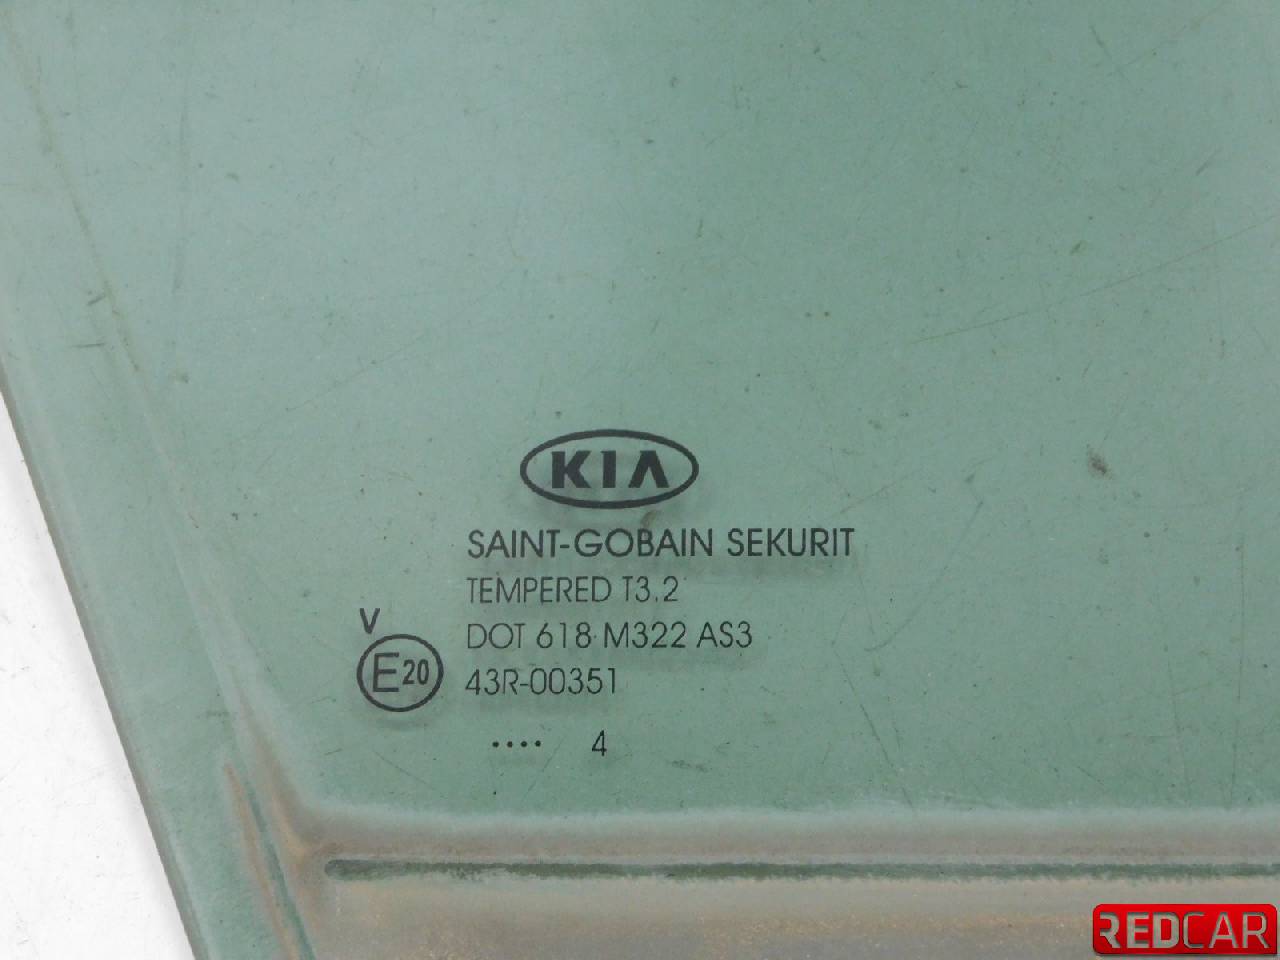 KIA
SAINT-GOBAIN SEKURIT
TEMPERED T3.2
V
DOT 618 M322 AS3
E20
43R-00351
.... 4
REDCAR